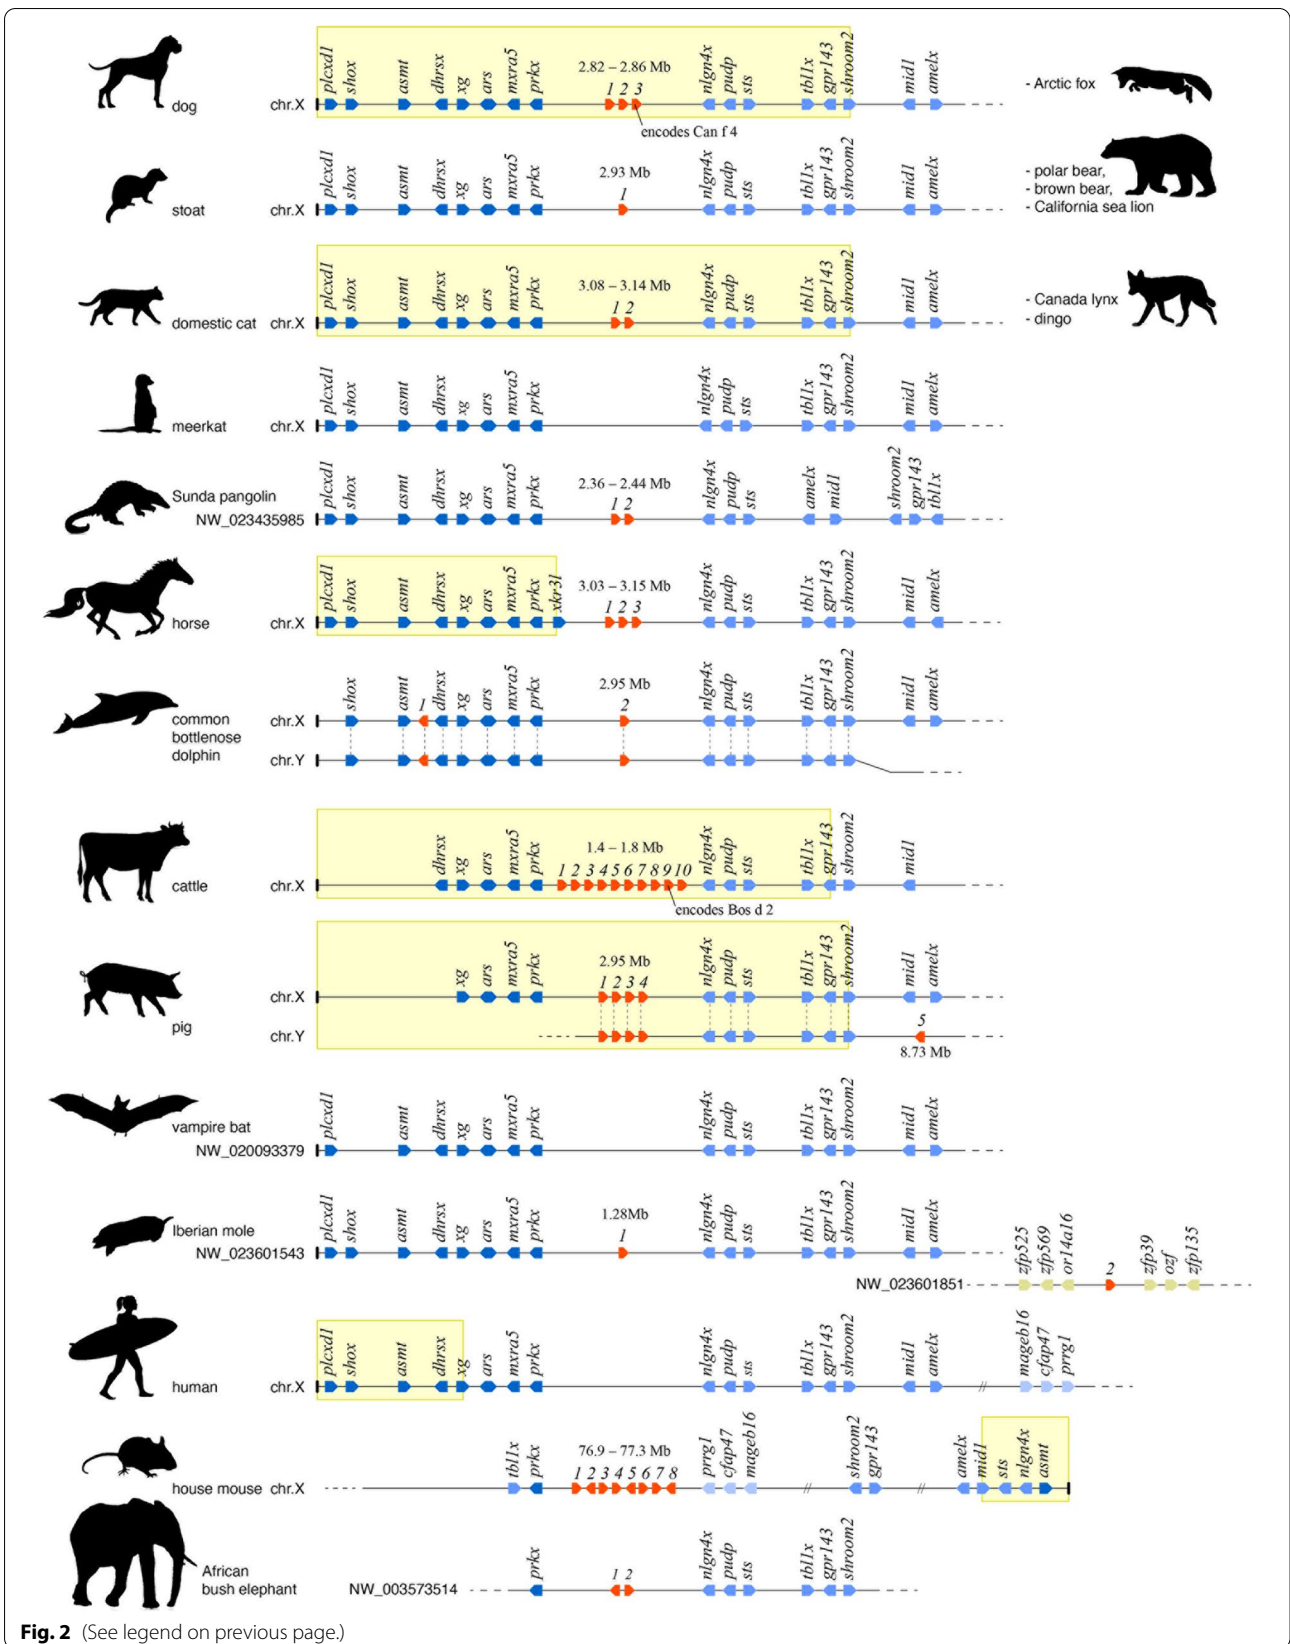 plcxd1 shox asmt dhrsx xg ars mxra5 prkx 2.82 – 2.86 Mb nlgn4x pudp sts tbl1x gpr143 shroom2 mid1 amelx
1 2 3
dog chr.X
encodes Can f 4
- Arctic fox
plcxd1 shox asmt dhrsx xg ars mxra5 prkx 2.93 Mb nlgn4x pudp sts tbl1x gpr143 shroom2 mid1 amelx
1
stoat chr.X
- polar bear,
- brown bear,
- California sea lion
plcxd1 shox asmt dhrsx xg ars mxra5 prkx 3.08 – 3.14 Mb nlgn4x pudp sts tbl1x gpr143 shroom2 mid1 amelx
1 2
domestic cat chr.X
- Canada lynx
- dingo
plcxd1 shox asmt dhrsx xg ars mxra5 prkx nlgn4x pudp sts tbl1x gpr143 shroom2 mid1 amelx
meerkat chr.X
plcxd1 shox asmt dhrsx xg ars mxra5 prkx 2.36 – 2.44 Mb nlgn4x pudp sts amelx mid1 shroom2 gpr143 tbl1x
1 2
Sunda pangolin
NW_023435985
plcxd1 shox asmt dhrsx xg ars mxra5 prkx xkr3l 3.03 – 3.15 Mb nlgn4x pudp sts tbl1x gpr143 shroom2 mid1 amelx
1 2 3
horse chr.X
shox asmt 1 dhrsx xg ars mxra5 prkx 2.95 Mb nlgn4x pudp sts tbl1x gpr143 shroom2 mid1 amelx
2
common chr.X
bottlenose
dolphin chr.Y
dhrsx xg ars mxra5 prkx 1.4 – 1.8 Mb nlgn4x pudp sts tbl1x gpr143 shroom2 mid1
1 2 3 4 5 6 7 8 9 10
cattle chr.X
encodes Bos d 2
xg ars mxra5 prkx 2.95 Mb nlgn4x pudp sts tbl1x gpr143 shroom2 mid1 amelx
1 2 3 4
chr.X
pig
5
chr.Y
8.73 Mb
plcxd1 asmt dhrsx xg ars mxra5 prkx nlgn4x pudp sts tbl1x gpr143 shroom2 mid1 amelx
vampire bat
NW_020093379
plcxd1 shox asmt dhrsx xg ars mxra5 prkx 1.28Mb nlgn4x pudp sts tbl1x gpr143 shroom2 mid1 amelx
1
Iberian mole
NW_023601543
zfp525 zfp569 or14a16 2 zfp39 ozf zfp135
NW_023601851
plcxd1 shox asmt dhrsx xg ars mxra5 prkx nlgn4x pudp sts tbl1x gpr143 shroom2 mid1 amelx // mageb16 cfap47 prrg1
human chr.X
tbl1x prkx 76.9 – 77.3 Mb prrg1 cfap47 mageb16 // shroom2 gpr143 // amelx mid1 sts nlgn4x asmt
1 2 3 4 5 6 7 8
house mouse chr.X
prkx 1 2 nlgn4x pudp sts tbl1x gpr143 shroom2
African
bush elephant NW_003573514
Fig. 2 (See legend on previous page.)